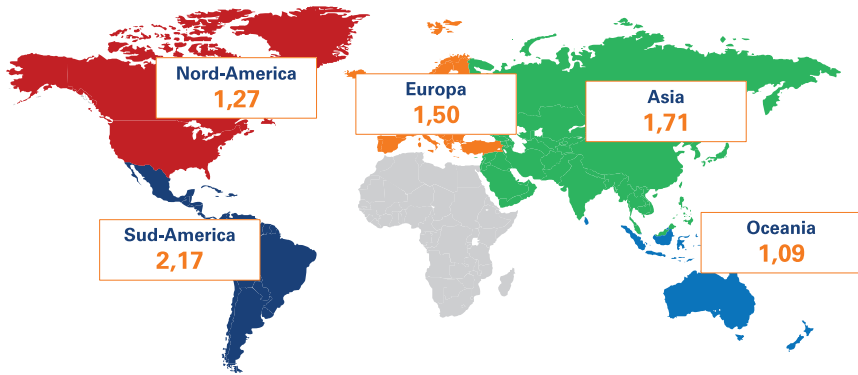 Nord-America
1,27
Europa
1,50
Asia
1,71
Sud-America
2,17
Oceania
1,09